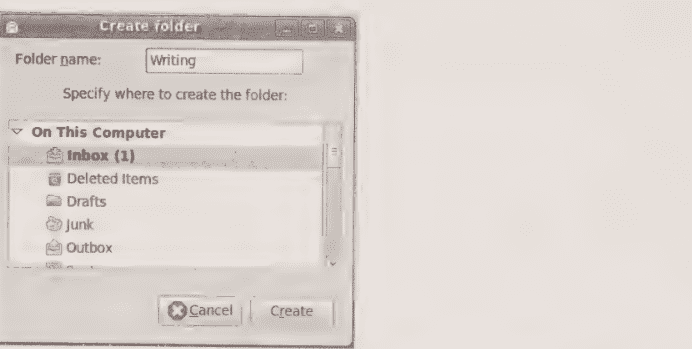 Create folder
Folder name: Writing
Specify where to create the folder:
On This Computer
Inbox (1)
Deleted Items
Drafts
Junk
Outbox
Cancel Create